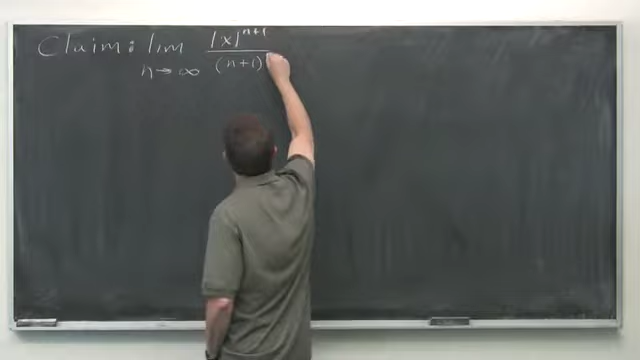 Claim: lim |x|^{n+1} / (n+1)
n→∞